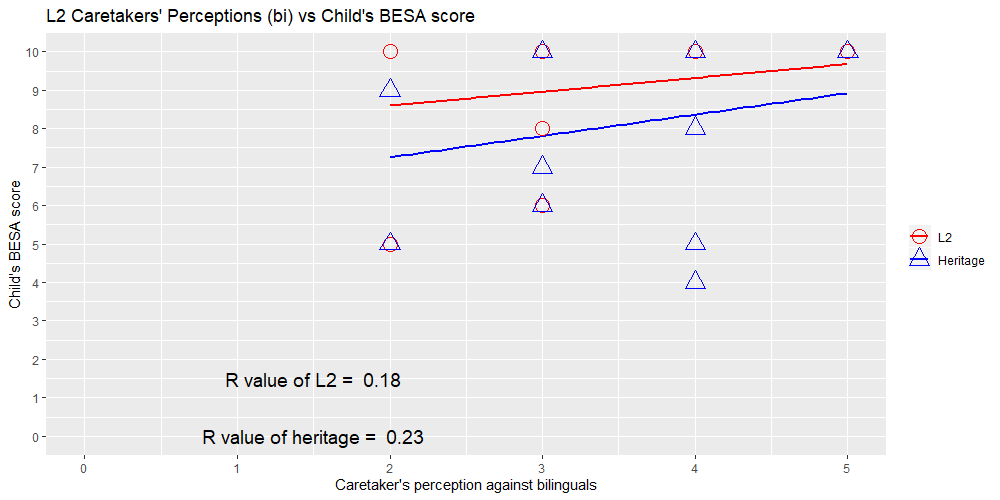 L2 Caretakers' Perceptions (bi) vs Child's BESA score
Child's BESA score
10
9
8
7
6
5
4
3
2
1
0
R value of L2 =  0.18
R value of heritage =  0.23
0 1 2 3 4 5
Caretaker's perception against bilinguals
L2
Heritage